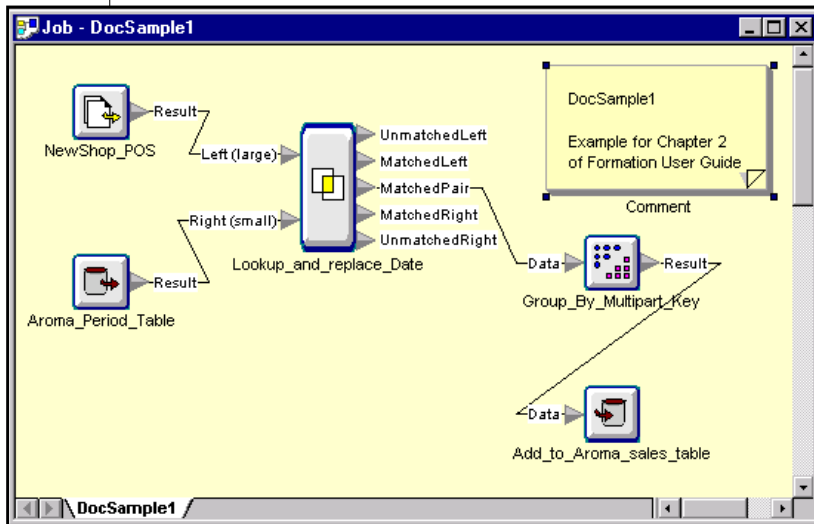 Job - DocSample1
DocSample1
Example for Chapter 2
of Formation User Guide
Comment
Result
NewShop_POS
Left (large)
UnmatchedLeft
MatchedLeft
MatchedPair
MatchedRight
UnmatchedRight
Right (small)
Lookup_and_replace_Date
Result
Aroma_Period_Table
Data
Result
Group_By_Multipart_Key
Data
Add_to_Aroma_sales_table
DocSample1